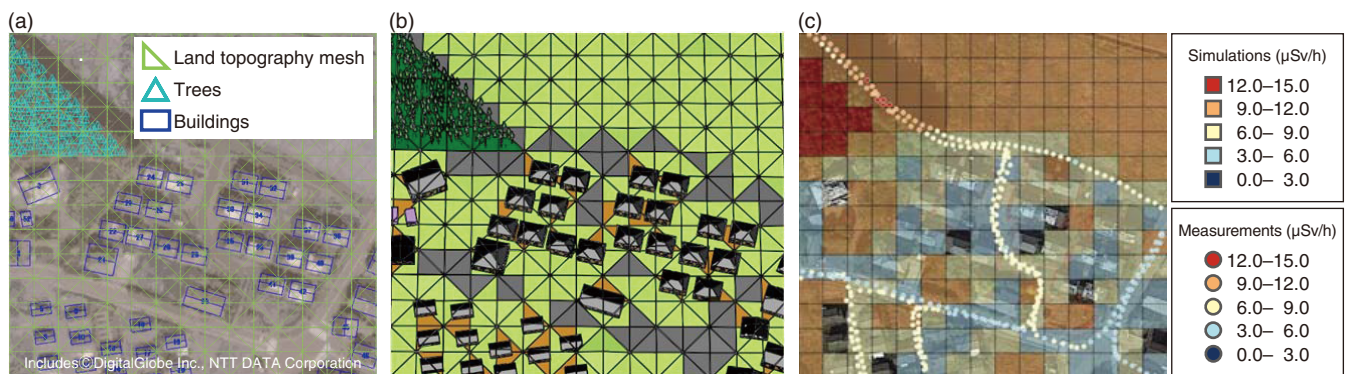 (a)
Land topography mesh
Trees
Buildings
Includes©DigitalGlobe Inc., NTT DATA Corporation
(b)
(c)
Simulations (μSv/h)
12.0–15.0
9.0–12.0
6.0– 9.0
3.0– 6.0
0.0– 3.0
Measurements (μSv/h)
12.0–15.0
9.0–12.0
6.0– 9.0
3.0– 6.0
0.0– 3.0